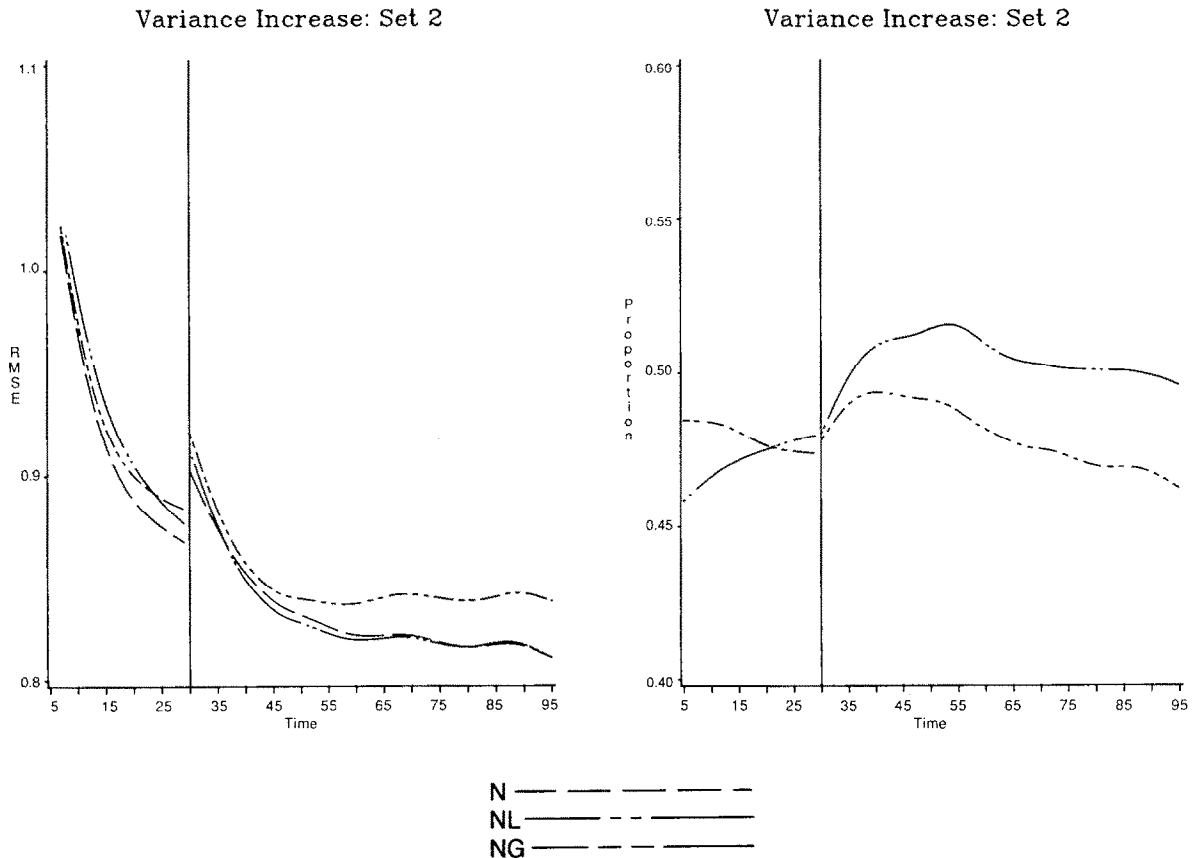 Variance Increase: Set 2
1.1
1.0
0.9
0.8
RMSE
5 15 25 35 45 55 65 75 85 95
Time
Variance Increase: Set 2
0.60
0.55
0.50
0.45
0.40
Proportion
5 15 25 35 45 55 65 75 85 95
Time
N
NL
NG